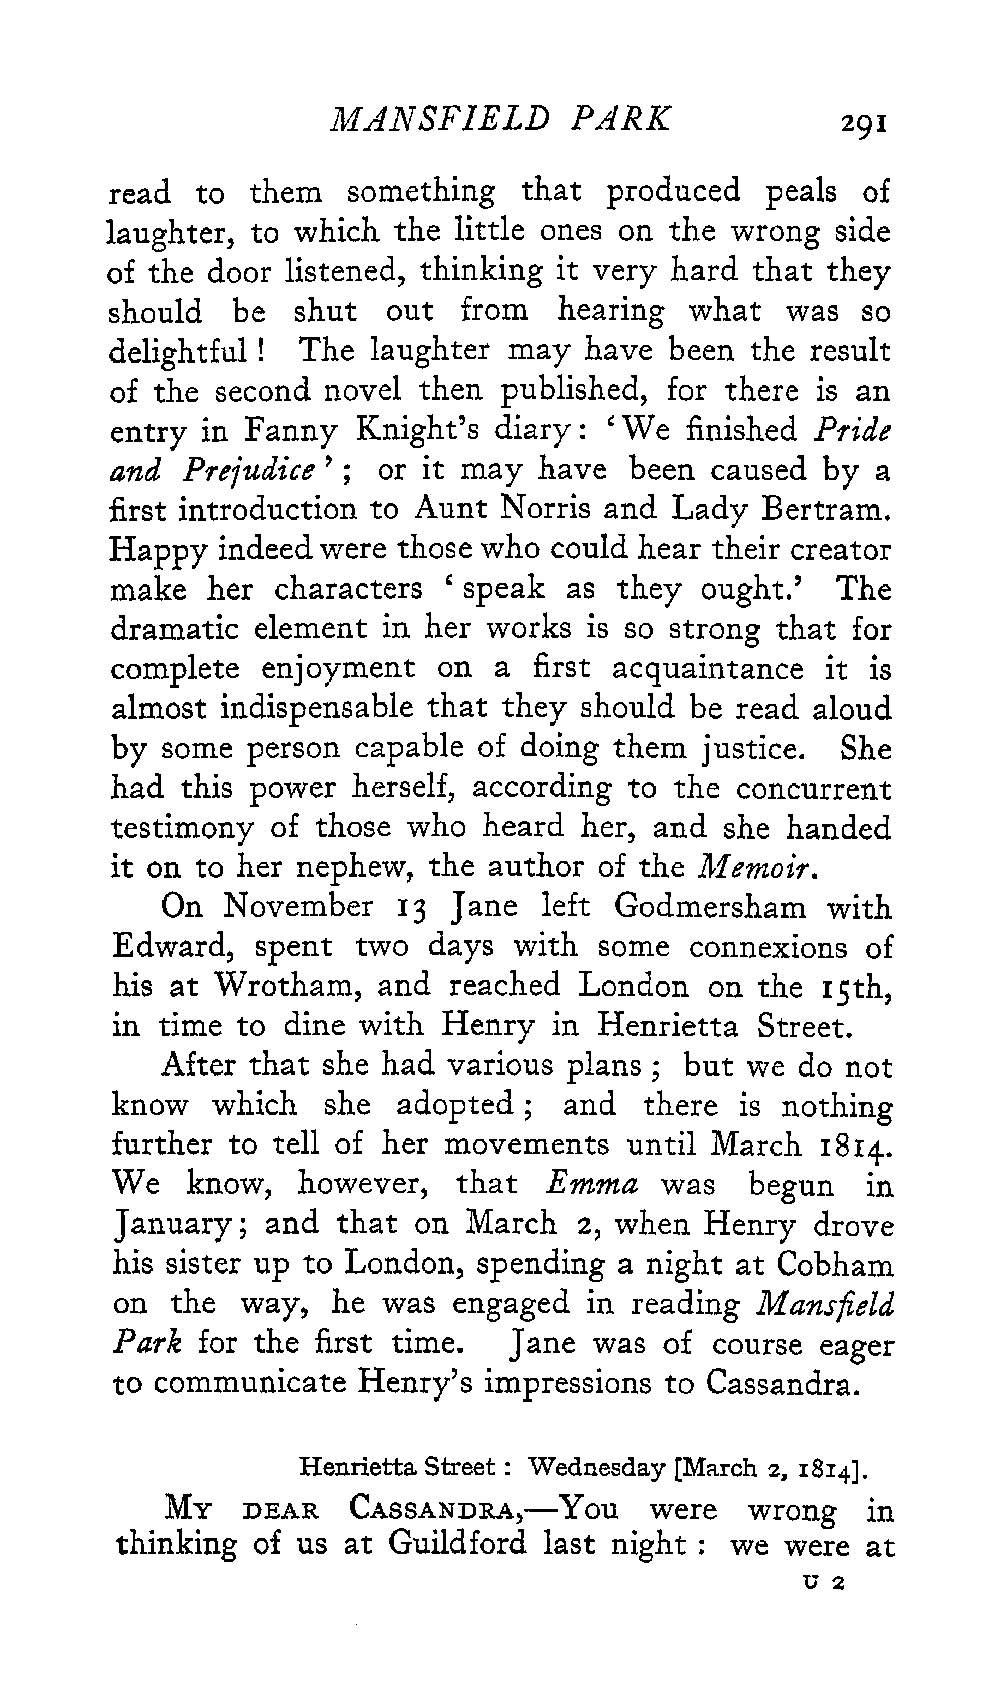 MANSFIELD PARK 291
read to them something that produced peals of
laughter, to which the little ones on the wrong side
of the door listened, thinking it very hard that they
should be shut out from hearing what was so
delightful! The laughter may have been the result
of the second novel then published, for there is an
entry in Fanny Knight's diary: ‘We finished Pride
and Prejudice’; or it may have been caused by a
first introduction to Aunt Norris and Lady Bertram.
Happy indeed were those who could hear their creator
make her characters ‘speak as they ought.’ The
dramatic element in her works is so strong that for
complete enjoyment on a first acquaintance it is
almost indispensable that they should be read aloud
by some person capable of doing them justice. She
had this power herself, according to the concurrent
testimony of those who heard her, and she handed
it on to her nephew, the author of the Memoir.
On November 13 Jane left Godmersham with
Edward, spent two days with some connexions of
his at Wrotham, and reached London on the 15th,
in time to dine with Henry in Henrietta Street.
After that she had various plans; but we do not
know which she adopted; and there is nothing
further to tell of her movements until March 1814.
We know, however, that Emma was begun in
January; and that on March 2, when Henry drove
his sister up to London, spending a night at Cobham
on the way, he was engaged in reading Mansfield
Park for the first time. Jane was of course eager
to communicate Henry's impressions to Cassandra.
Henrietta Street: Wednesday [March 2, 1814].
MY DEAR CASSANDRA,—You were wrong in
thinking of us at Guildford last night: we were at
U 2